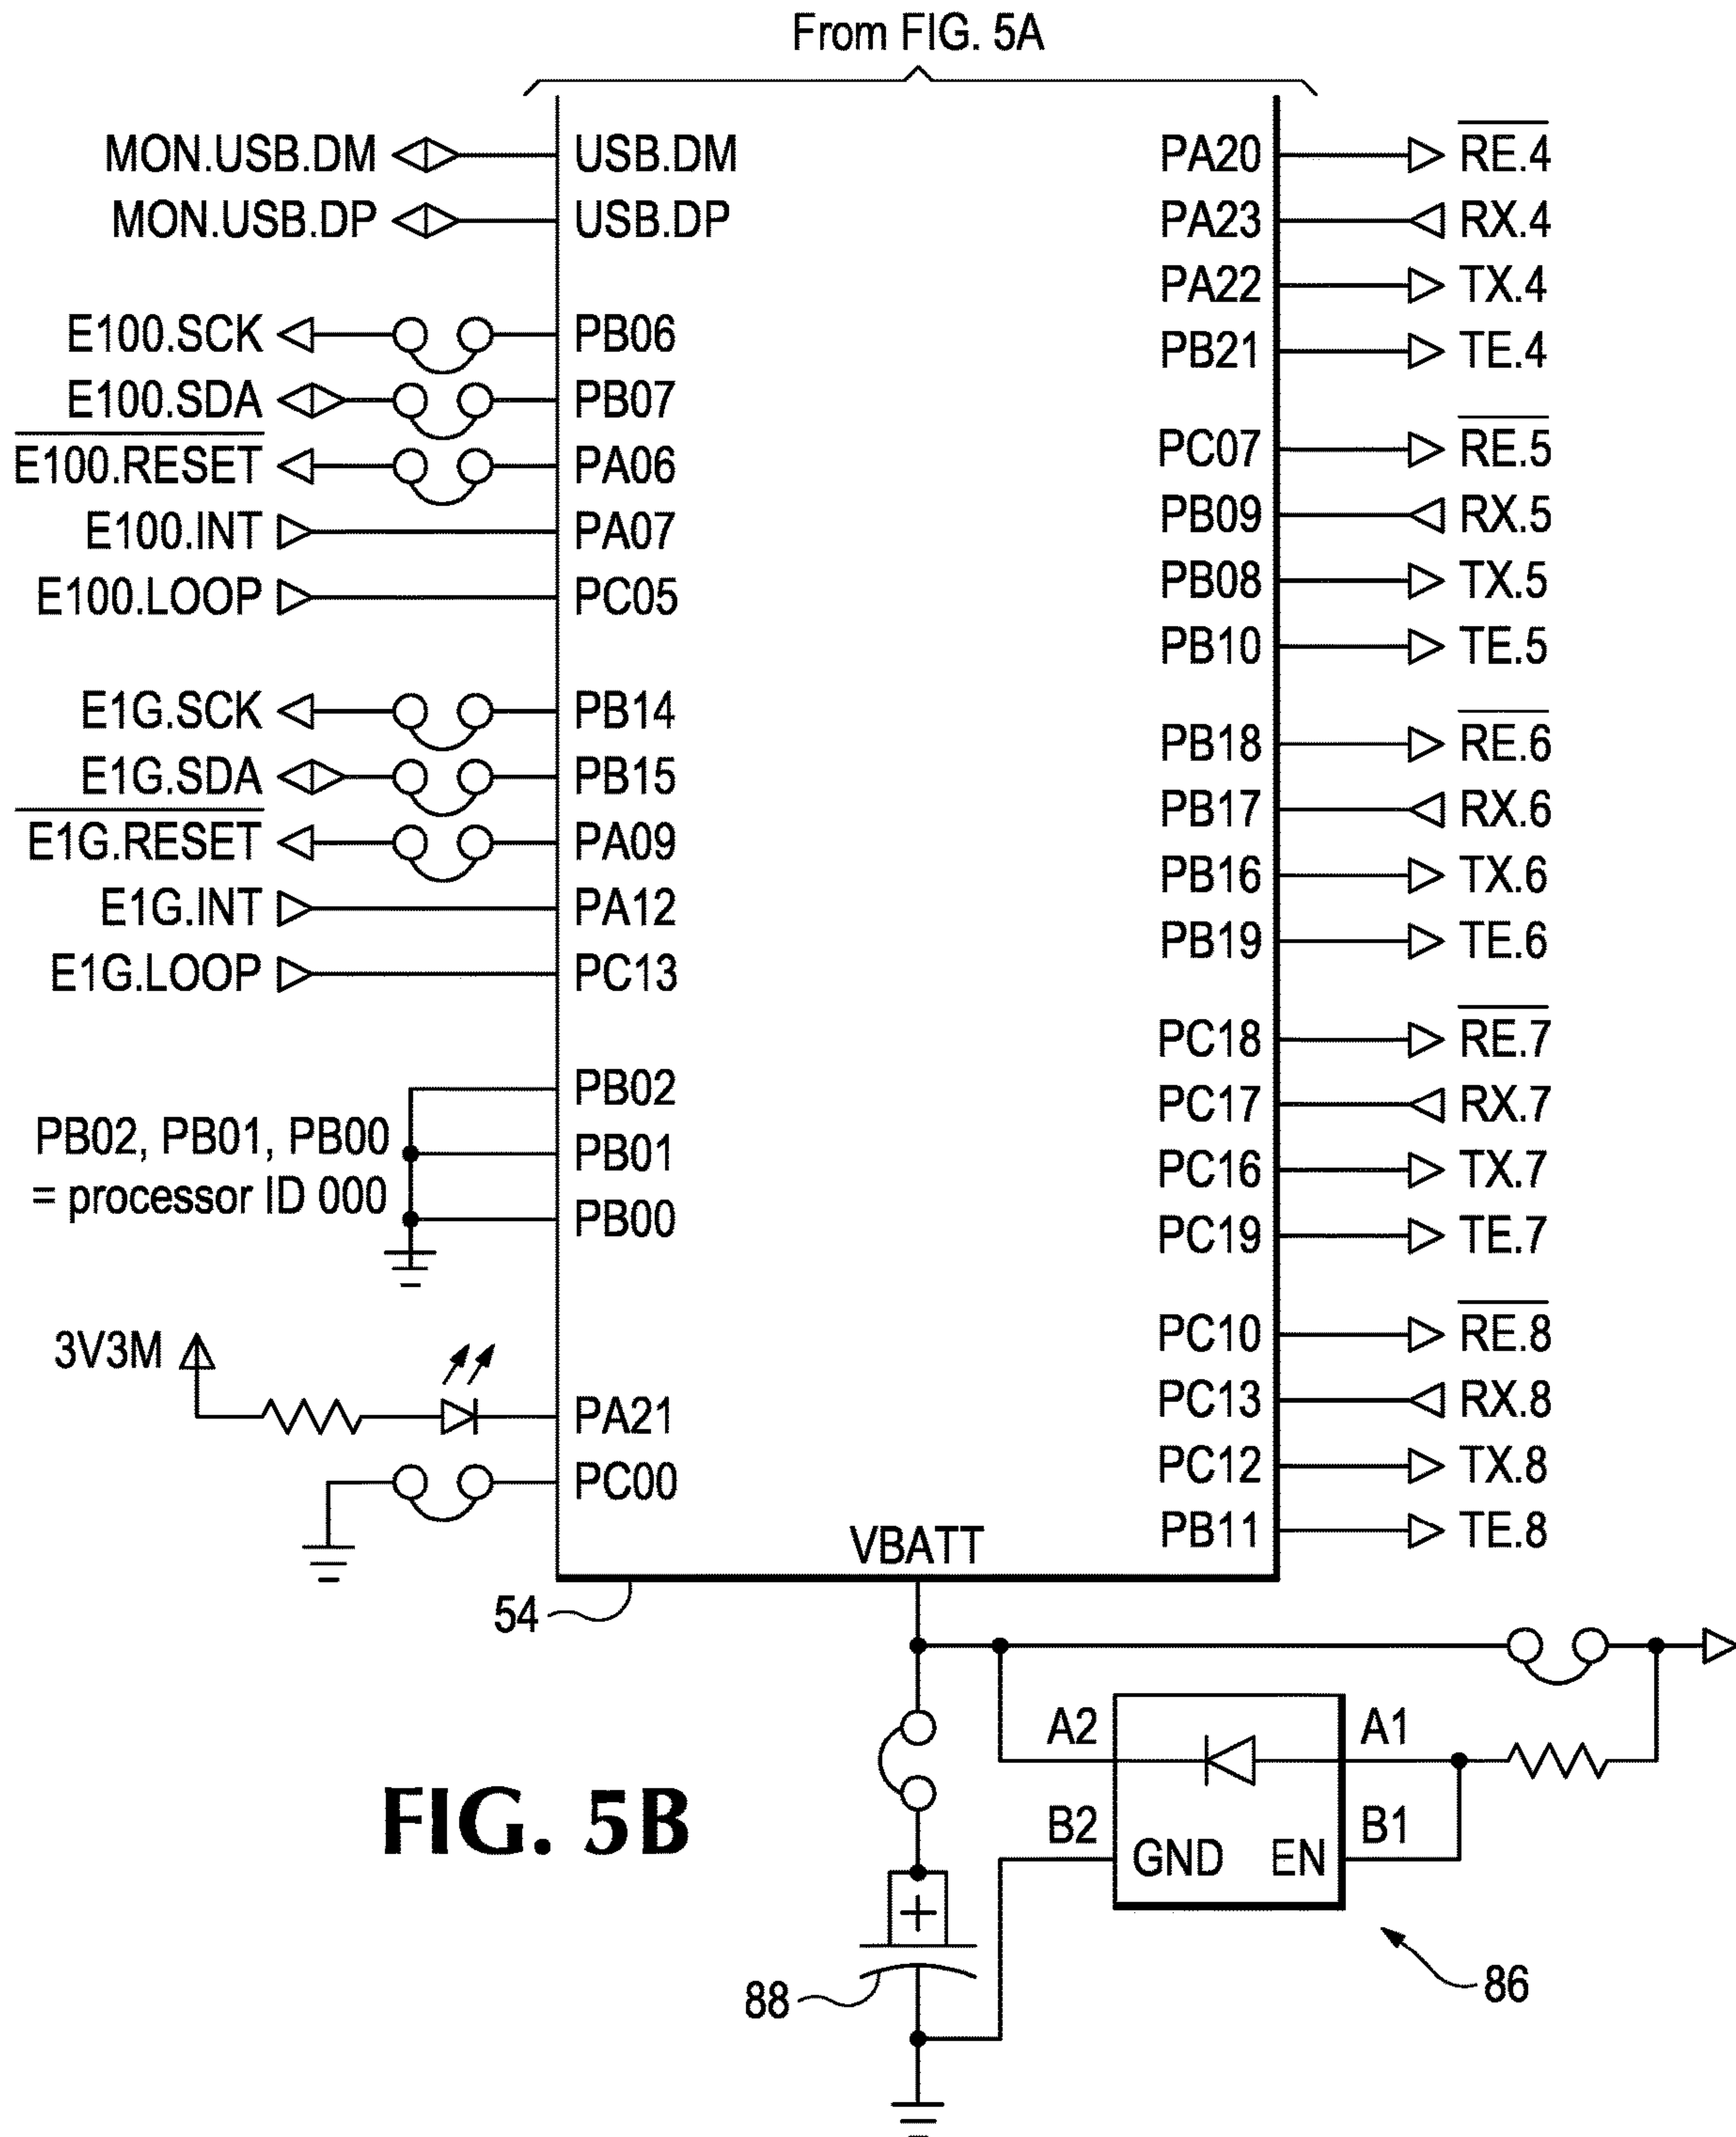 From FIG. 5A
MON.USB.DM USB.DM PA20 RE.4
MON.USB.DP USB.DP PA23 RX.4
PA22 TX.4
E100.SCK PB06 PB21 TE.4
E100.SDA PB07
E100.RESET PA06 PC07 RE.5
E100.INT PA07 PB09 RX.5
E100.LOOP PC05 PB08 TX.5
PB10 TE.5
E1G.SCK PB14 PB18 RE.6
E1G.SDA PB15 PB17 RX.6
E1G.RESET PA09 PB16 TX.6
E1G.INT PA12 PB19 TE.6
E1G.LOOP PC13
PC18 RE.7
PB02 PC17 RX.7
PB02, PB01, PB00 PB01 PC16 TX.7
= processor ID 000 PB00 PC19 TE.7
3V3M PC10 RE.8
PA21 PC13 RX.8
PC00 PC12 TX.8
VBATT PB11 TE.8
54
A2 A1
B2 B1
GND EN
FIG. 5B
88
+
86